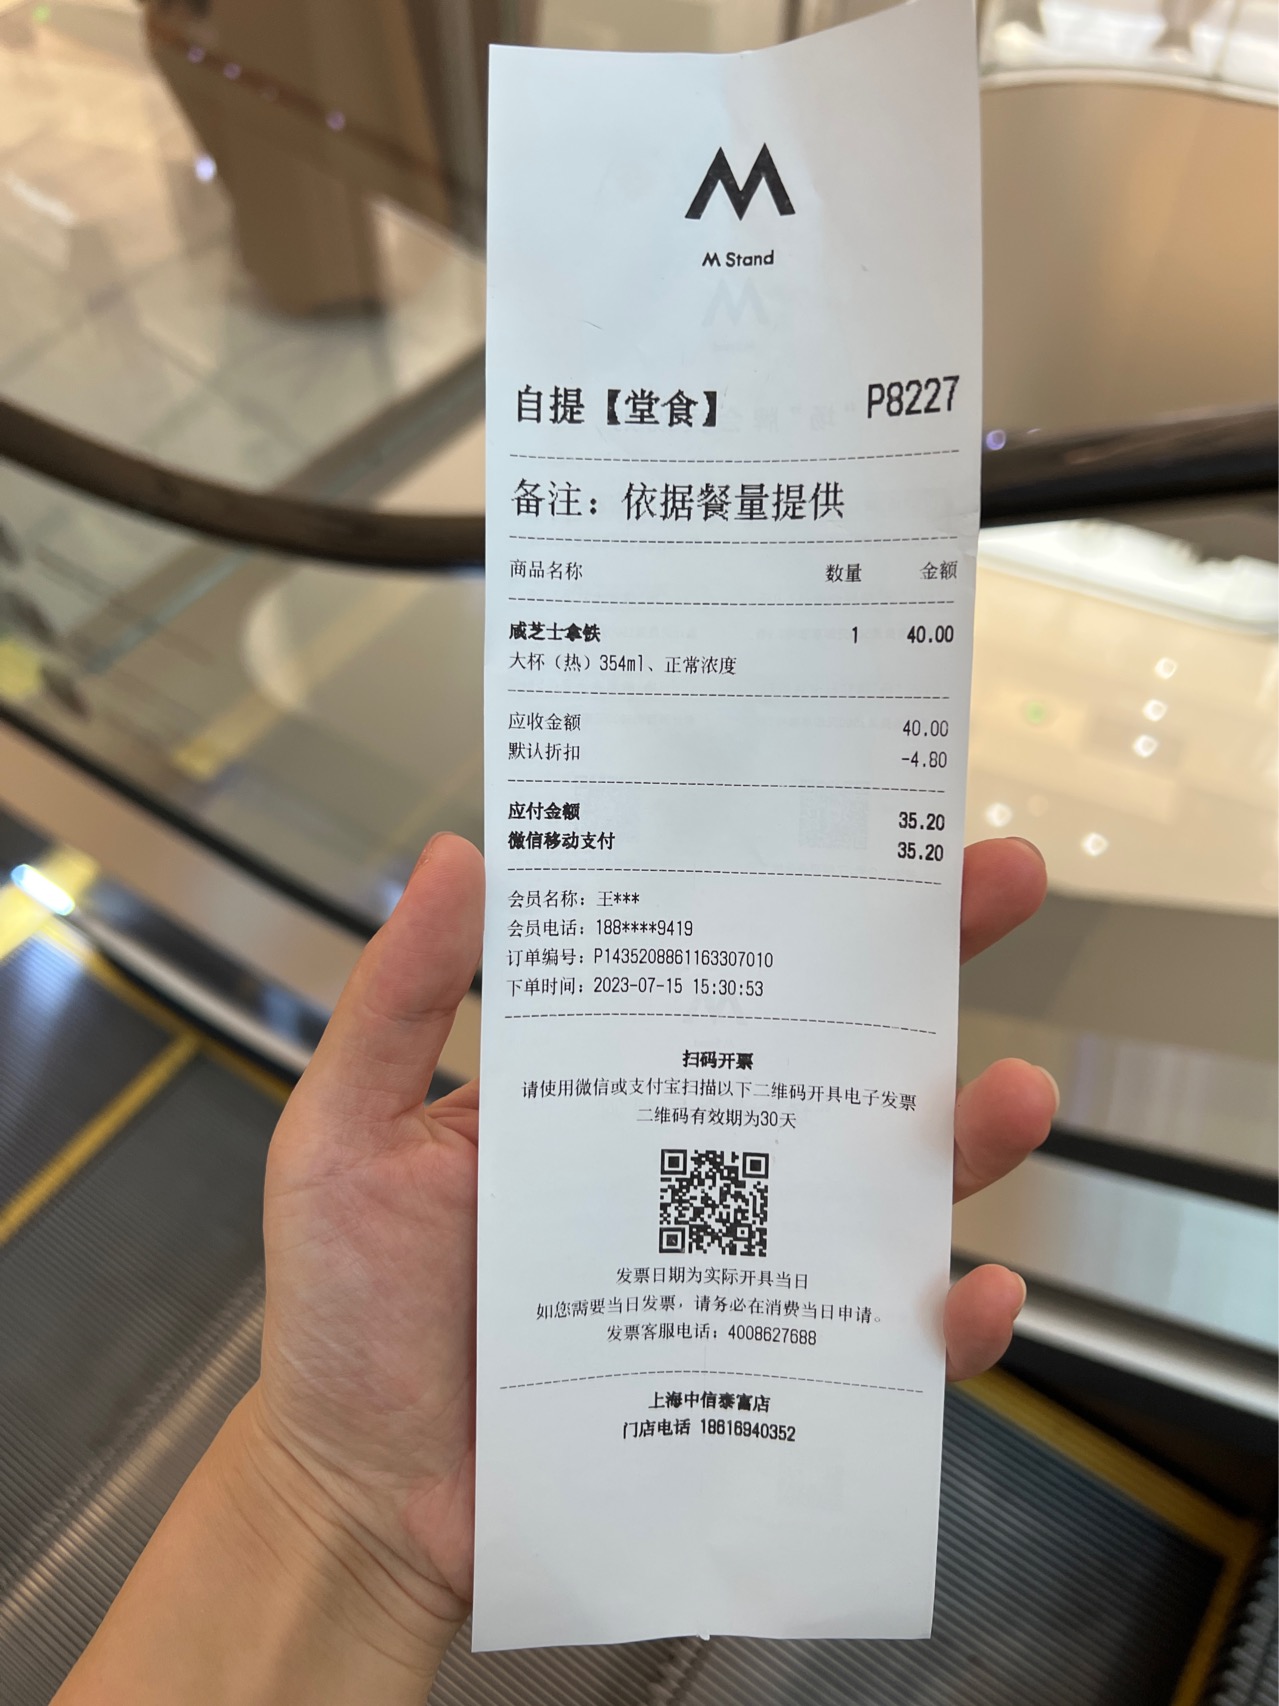 M Stand
自提【堂食】 P8227
备注：依据餐量提供
商品名称 数量 金额
咸芝士拿铁 1 40.00
大杯（热）354ml、正常浓度
应收金额 40.00
默认折扣 -4.80
应付金额 35.20
微信移动支付 35.20
会员名称：王***
会员电话：188****9419
订单编号：P1435208861163307010
下单时间：2023-07-15 15:30:53
扫码开票
请使用微信或支付宝扫描以下二维码开具电子发票
二维码有效期为30天
发票日期为实际开具当日
如您需要当日发票，请务必在消费当日申请。
发票客服电话：4008627688
上海中信泰富店
门店电话 18616940352